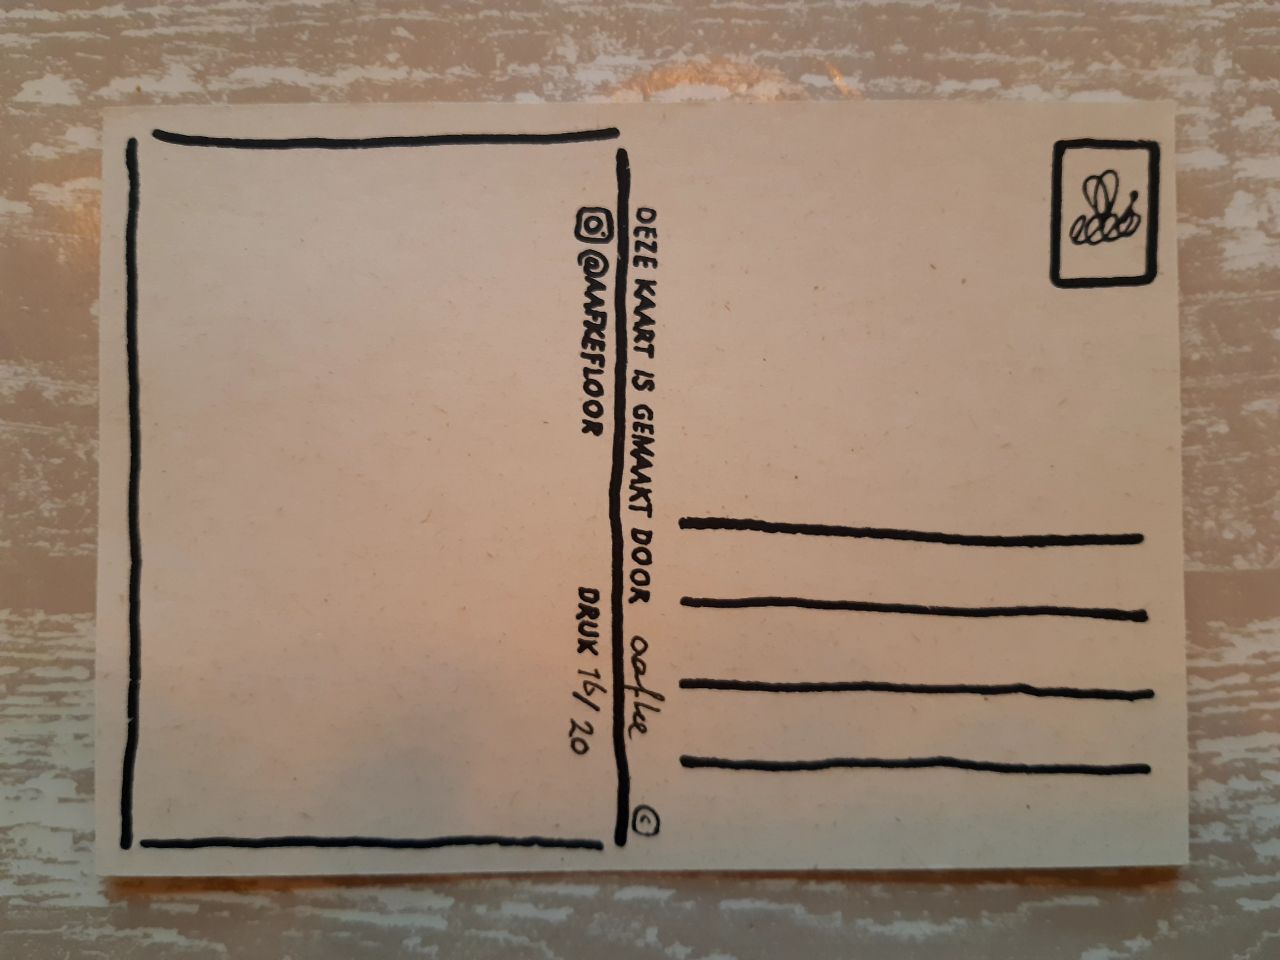 DEZE KAART IS GEMAAKT DOOR aafke ©
@AAFKEFLOOR
DRUK 16/20